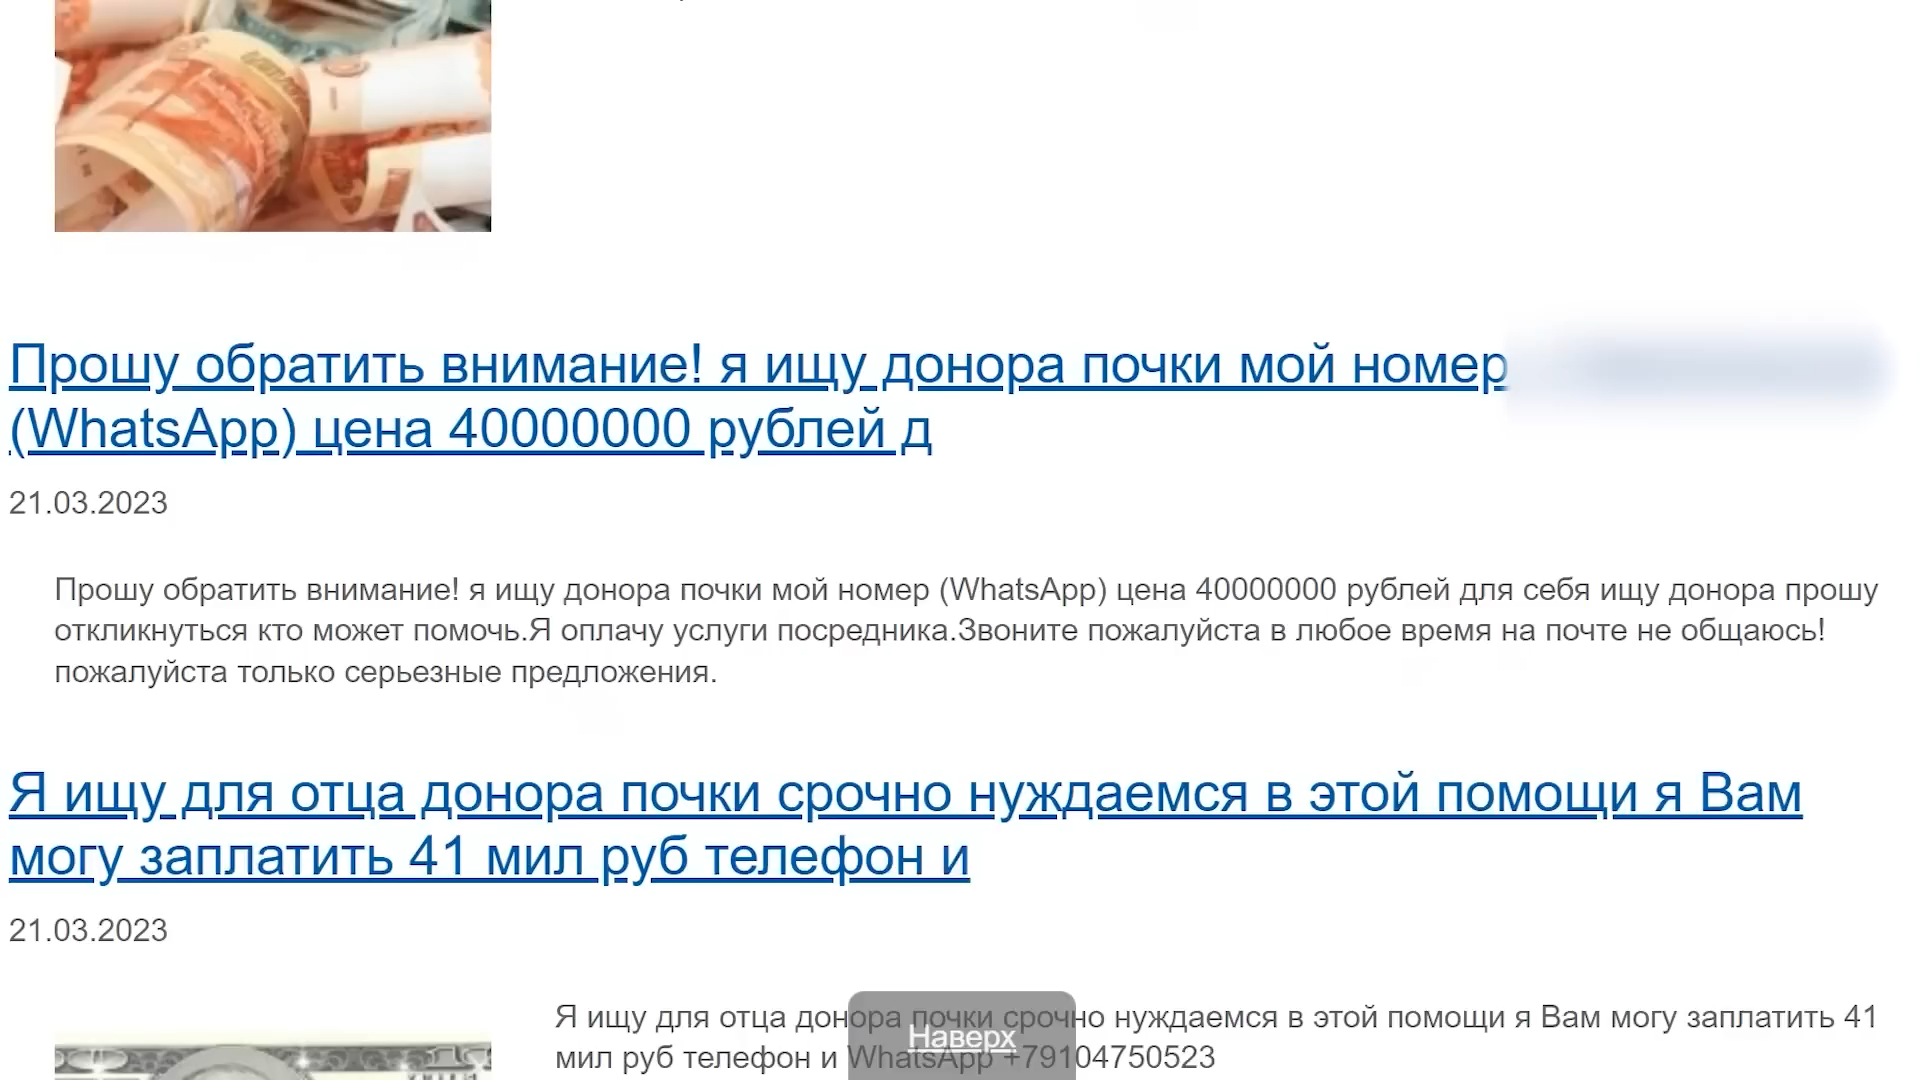 Прошу обратить внимание! я ищу донора почки мой номер
(WhatsApp) цена 40000000 рублей д
21.03.2023
Прошу обратить внимание! я ищу донора почки мой номер (WhatsApp) цена 40000000 рублей для себя ищу донора прошу
откликнуться кто может помочь.Я оплачу услуги посредника.Звоните пожалуйста в любое время на почте не общаюсь!
пожалуйста только серьезные предложения.
Я ищу для отца донора почки срочно нуждаемся в этой помощи я Вам
могу заплатить 41 мил руб телефон и
21.03.2023
Я ищу для отца донора почки срочно нуждаемся в этой помощи я Вам могу заплатить 41
мил руб телефон и WhatsApp +79104750523
Наверх